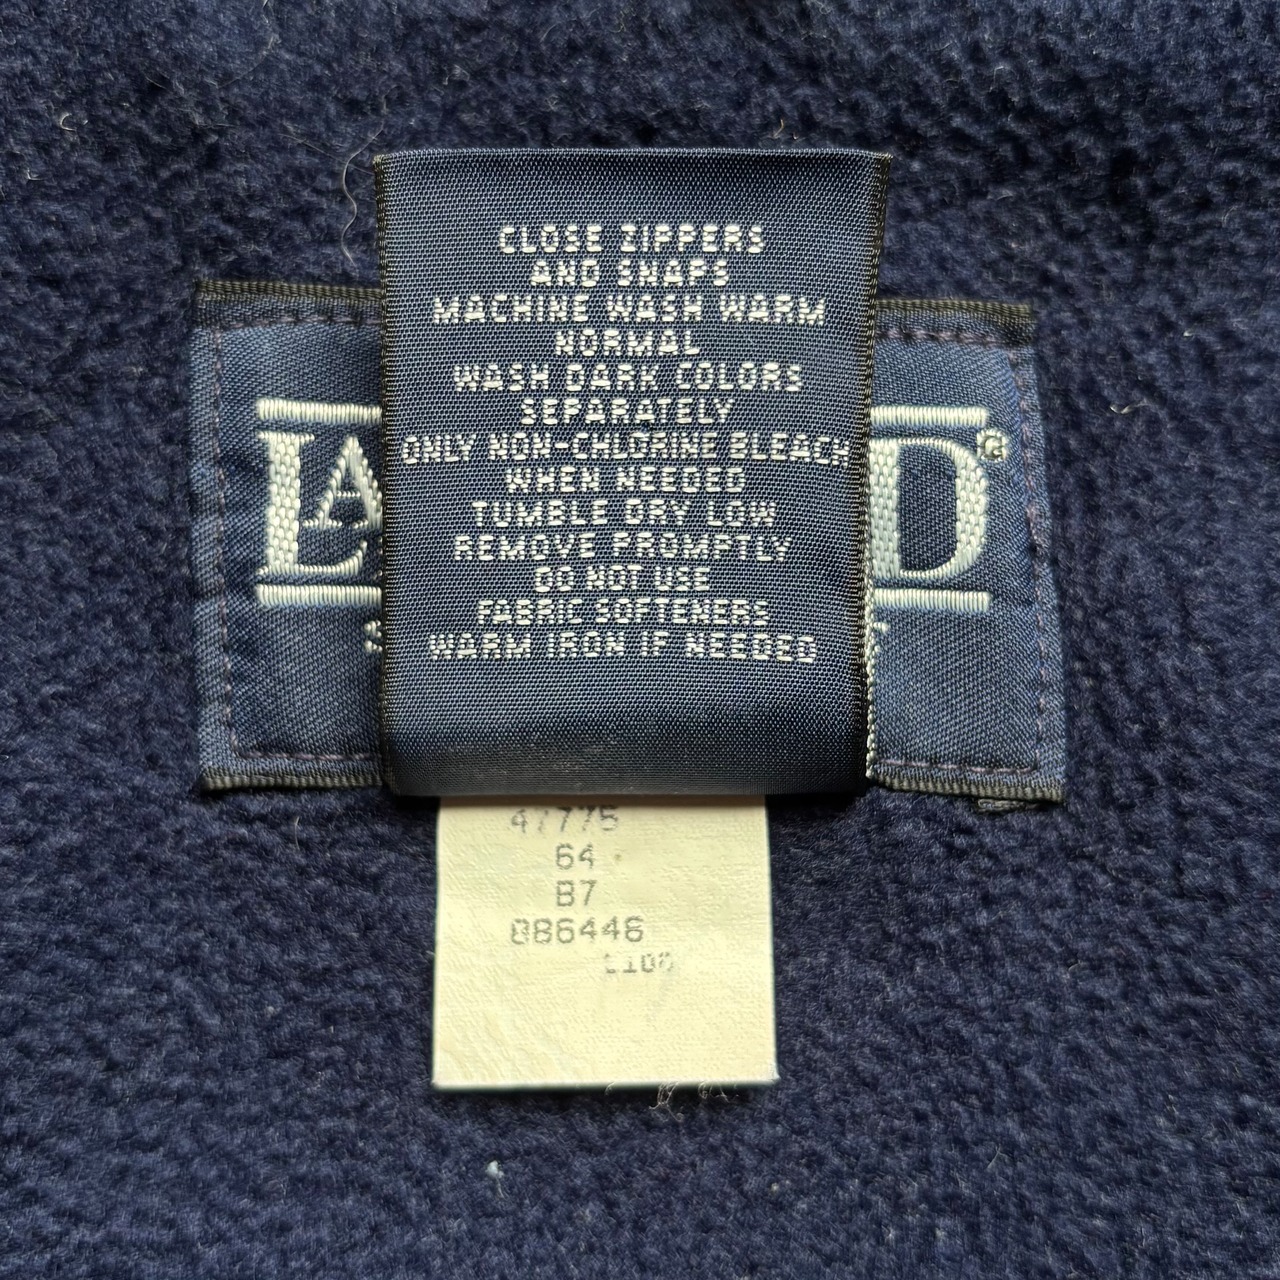 CLOSE ZIPPERS
AND SNAPS
MACHINE WASH WARM
NORMAL
WASH DARK COLORS
SEPARATELY
ONLY NON-CHLORINE BLEACH
WHEN NEEDED
TUMBLE DRY LOW
REMOVE PROMPTLY
DO NOT USE
FABRIC SOFTENERS
WARM IRON IF NEEDED
47775
64
B7